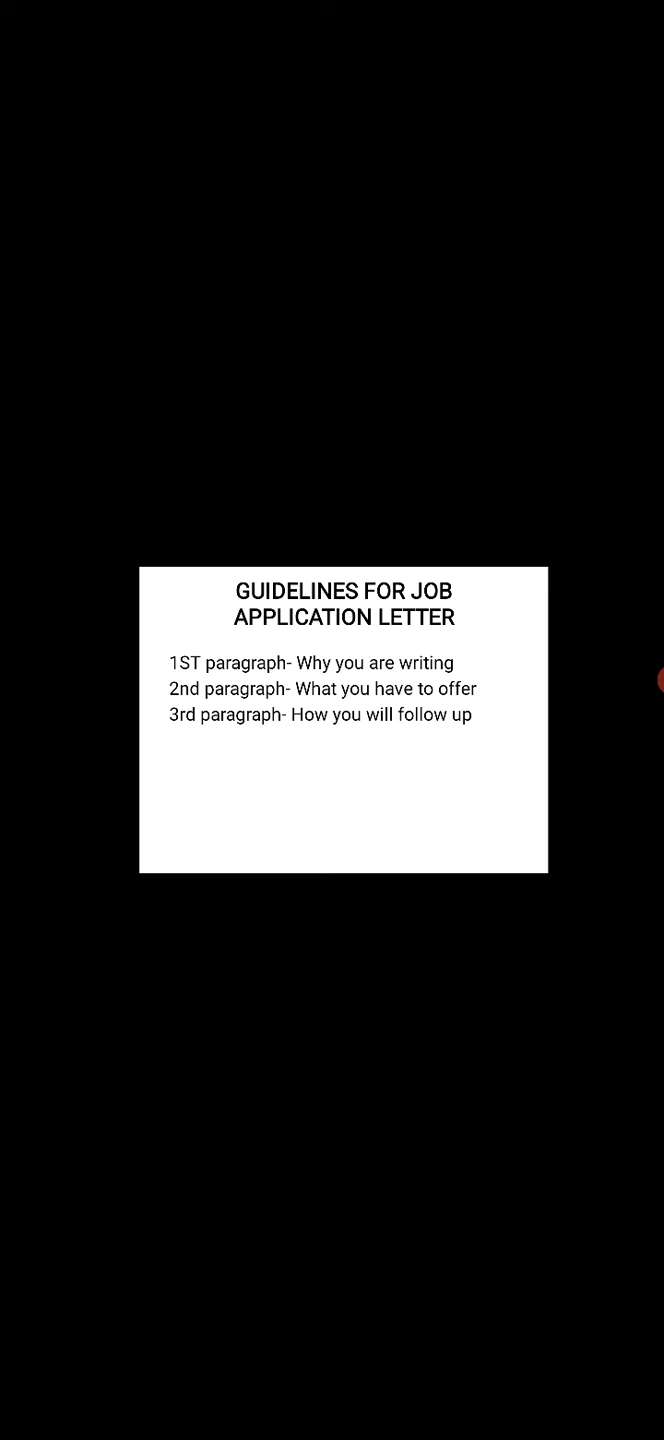 GUIDELINES FOR JOB
APPLICATION LETTER
1ST paragraph- Why you are writing
2nd paragraph- What you have to offer
3rd paragraph- How you will follow up